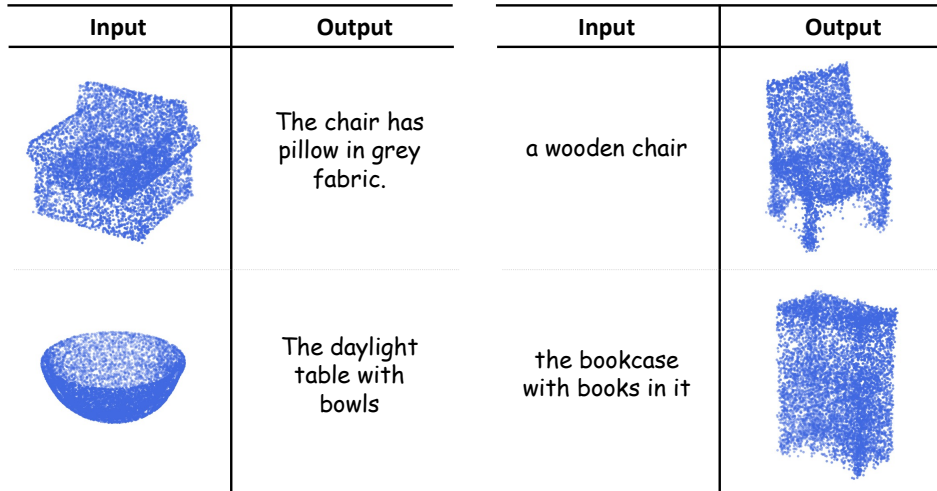 Input
Output
The chair has
pillow in grey
fabric.
The daylight
table with
bowls
Input
Output
a wooden chair
the bookcase
with books in it